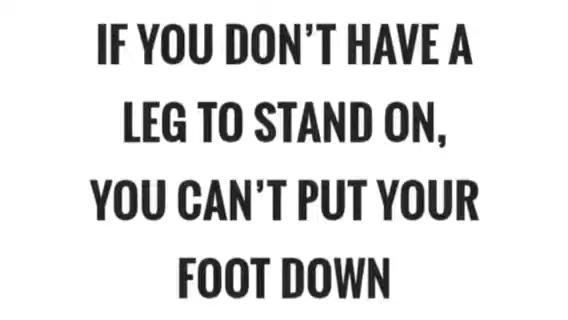 IF YOU DON'T HAVE A
LEG TO STAND ON,
YOU CAN'T PUT YOUR
FOOT DOWN